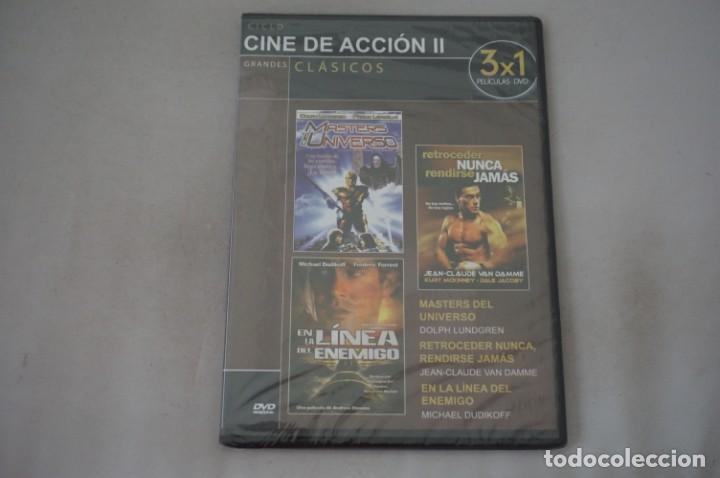 CICLO
CINE DE ACCIÓN II
GRANDES CLÁSICOS
3x1
PELÍCULAS DVD
MASTERS
UNIVERSO
retroceder
NUNCA
rendirse JAMÁS
JEAN-CLAUDE VAN DAMME
KURT MCKINNEY - DALE JACOBY
Michael Dudikoff Frederic Forrest
EN LA LÍNEA DEL ENEMIGO
MASTERS DEL
UNIVERSO
DOLPH LUNDGREN
RETROCEDER NUNCA,
RENDIRSE JAMÁS
JEAN-CLAUDE VAN DAMME
EN LA LÍNEA DEL
ENEMIGO
MICHAEL DUDIKOFF
DVD
todocoleccion